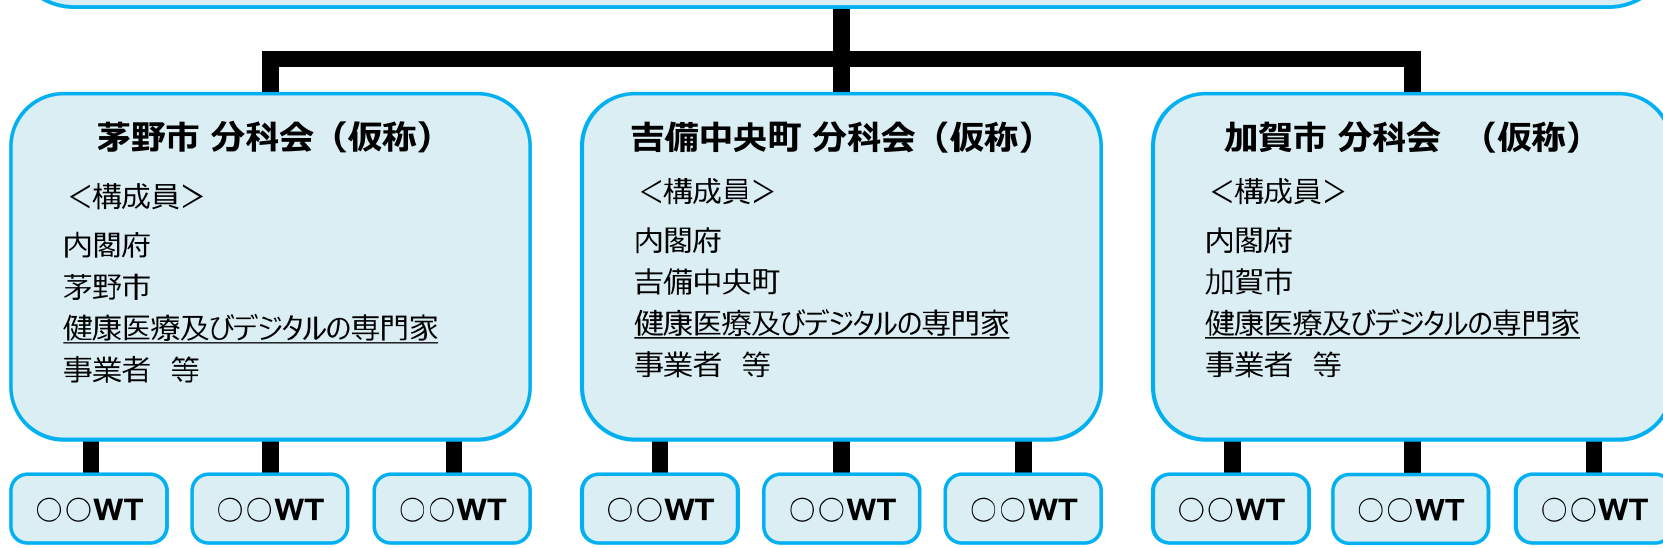 茅野市 分科会（仮称）
＜構成員＞
内閣府
茅野市
健康医療及びデジタルの専門家
事業者　等
吉備中央町 分科会（仮称）
＜構成員＞
内閣府
吉備中央町
健康医療及びデジタルの専門家
事業者　等
加賀市 分科会　（仮称）
＜構成員＞
内閣府
加賀市
健康医療及びデジタルの専門家
事業者　等
○○WT
○○WT
○○WT
○○WT
○○WT
○○WT
○○WT
○○WT
○○WT